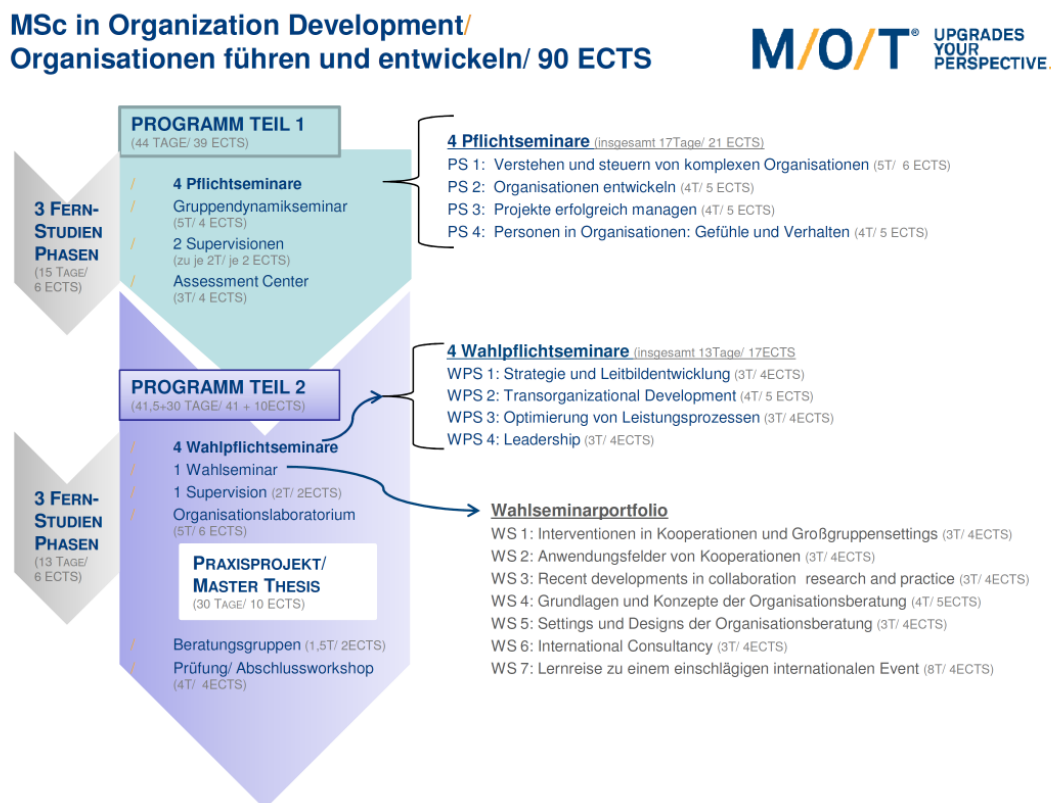 MSc in Organization Development/
Organisationen führen und entwickeln/ 90 ECTS
M/O/T® UPGRADES
YOUR
PERSPECTIVE.
PROGRAMM TEIL 1
(44 TAGE/ 39 ECTS)
/ 4 Pflichtseminare
/ Gruppendynamikseminar
(5T/ 4 ECTS)
/ 2 Supervisionen
(zu je 2T/ je 2 ECTS)
/ Assessment Center
(3T/ 4 ECTS)
3 FERN-
STUDIEN
PHASEN
(15 TAGE/
6 ECTS)
4 Pflichtseminare (insgesamt 17Tage/ 21 ECTS)
PS 1: Verstehen und steuern von komplexen Organisationen (5T/ 6 ECTS)
PS 2: Organisationen entwickeln (4T/ 5 ECTS)
PS 3: Projekte erfolgreich managen (4T/ 5 ECTS)
PS 4: Personen in Organisationen: Gefühle und Verhalten (4T/ 5 ECTS)
PROGRAMM TEIL 2
(41,5+30 TAGE/ 41 + 10ECTS)
/ 4 Wahlpflichtseminare
/ 1 Wahlseminar
/ 1 Supervision (2T/ 2ECTS)
/ Organisationslaboratorium
(5T/ 6 ECTS)
PRAXISPROJEKT/
MASTER THESIS
(30 TAGE/ 10 ECTS)
/ Beratungsgruppen (1,5T/ 2ECTS)
/ Prüfung/ Abschlussworkshop
(4T/ 4ECTS)
3 FERN-
STUDIEN
PHASEN
(13 TAGE/
6 ECTS)
4 Wahlpflichtseminare (insgesamt 13Tage/ 17ECTS
WPS 1: Strategie und Leitbildentwicklung (3T/ 4ECTS)
WPS 2: Transorganizational Development (4T/ 5 ECTS)
WPS 3: Optimierung von Leistungsprozessen (3T/ 4ECTS)
WPS 4: Leadership (3T/ 4ECTS)
Wahlseminarportfolio
WS 1: Interventionen in Kooperationen und Großgruppensettings (3T/ 4ECTS)
WS 2: Anwendungsfelder von Kooperationen (3T/ 4ECTS)
WS 3: Recent developments in collaboration research and practice (3T/ 4ECTS)
WS 4: Grundlagen und Konzepte der Organisationsberatung (4T/ 5ECTS)
WS 5: Settings und Designs der Organisationsberatung (3T/ 4ECTS)
WS 6: International Consultancy (3T/ 4ECTS)
WS 7: Lernreise zu einem einschlägigen internationalen Event (8T/ 4ECTS)